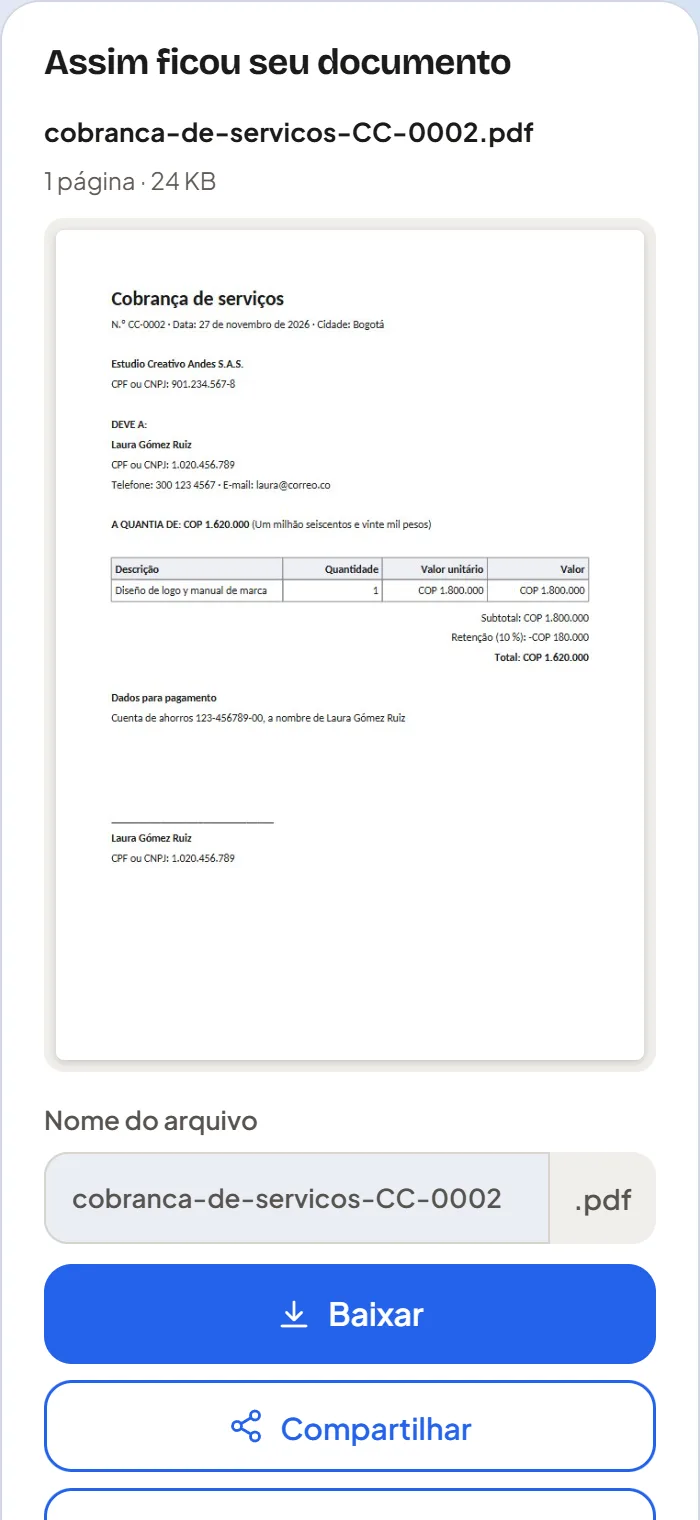 Assim ficou seu documento
cobranca-de-servicos-CC-0002.pdf
1 página · 24 KB
Cobrança de serviços
N.º CC-0002 · Data: 27 de novembro de 2026 · Cidade: Bogotá
Estudio Creativo Andes S.A.S.
CPF ou CNPJ: 901.234.567-8
DEVE A:
Laura Gómez Ruiz
CPF ou CNPJ: 1.020.456.789
Telefone: 300 123 4567 · E-mail: laura@correo.co
A QUANTIA DE: COP 1.620.000 (Um milhão seiscentos e vinte mil pesos)
Descrição Quantidade Valor unitário Valor
Diseño de logo y manual de marca 1 COP 1.800.000 COP 1.800.000
Subtotal: COP 1.800.000
Retenção (10 %): -COP 180.000
Total: COP 1.620.000
Dados para pagamento
Cuenta de ahorros 123-456789-00, a nombre de Laura Gómez Ruiz
Laura Gómez Ruiz
CPF ou CNPJ: 1.020.456.789
Nome do arquivo
cobranca-de-servicos-CC-0002 .pdf
Baixar
Compartilhar